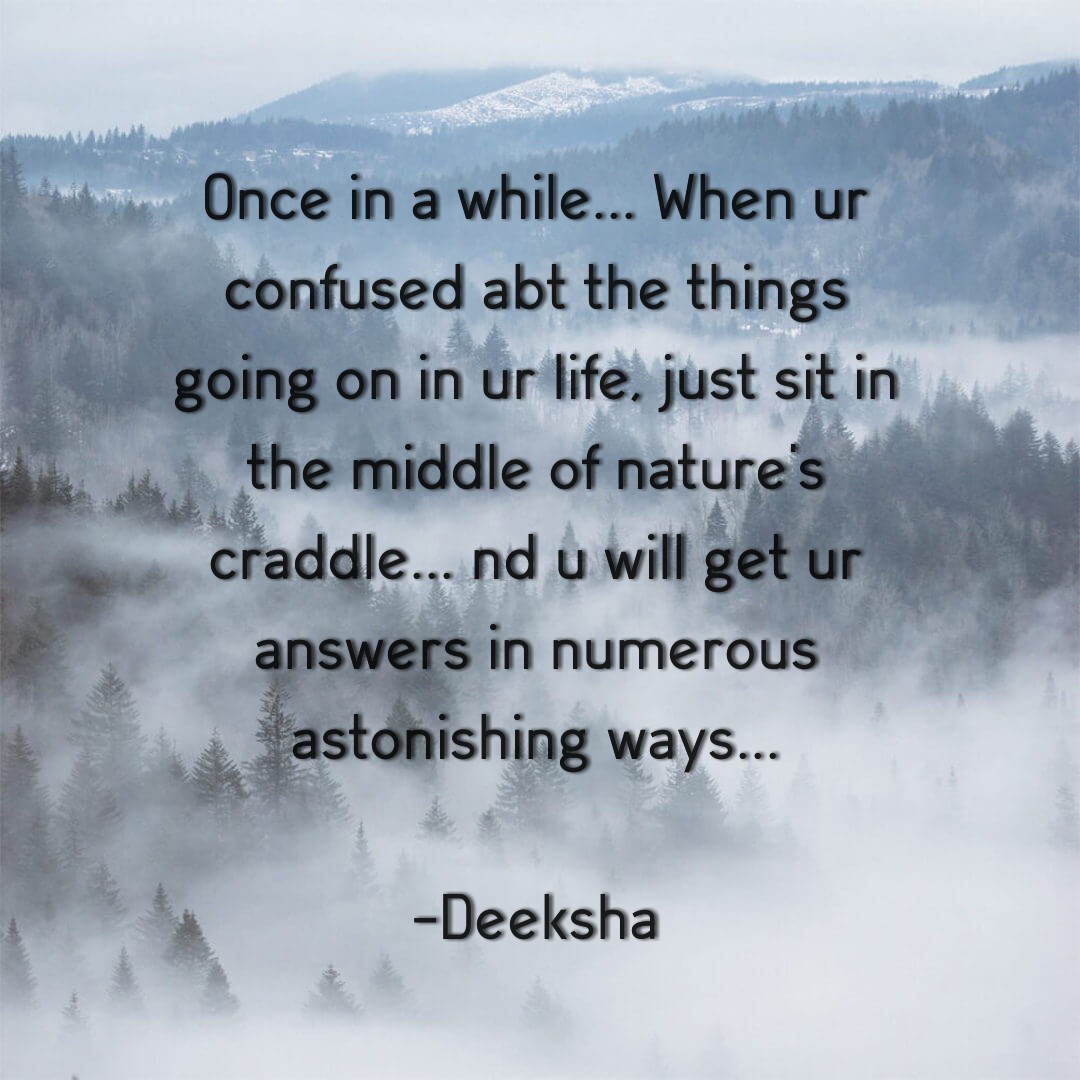 Once in a while... When ur
confused abt the things
going on in ur life, just sit in
the middle of nature's
craddle... nd u will get ur
answers in numerous
astonishing ways...
-Deeksha